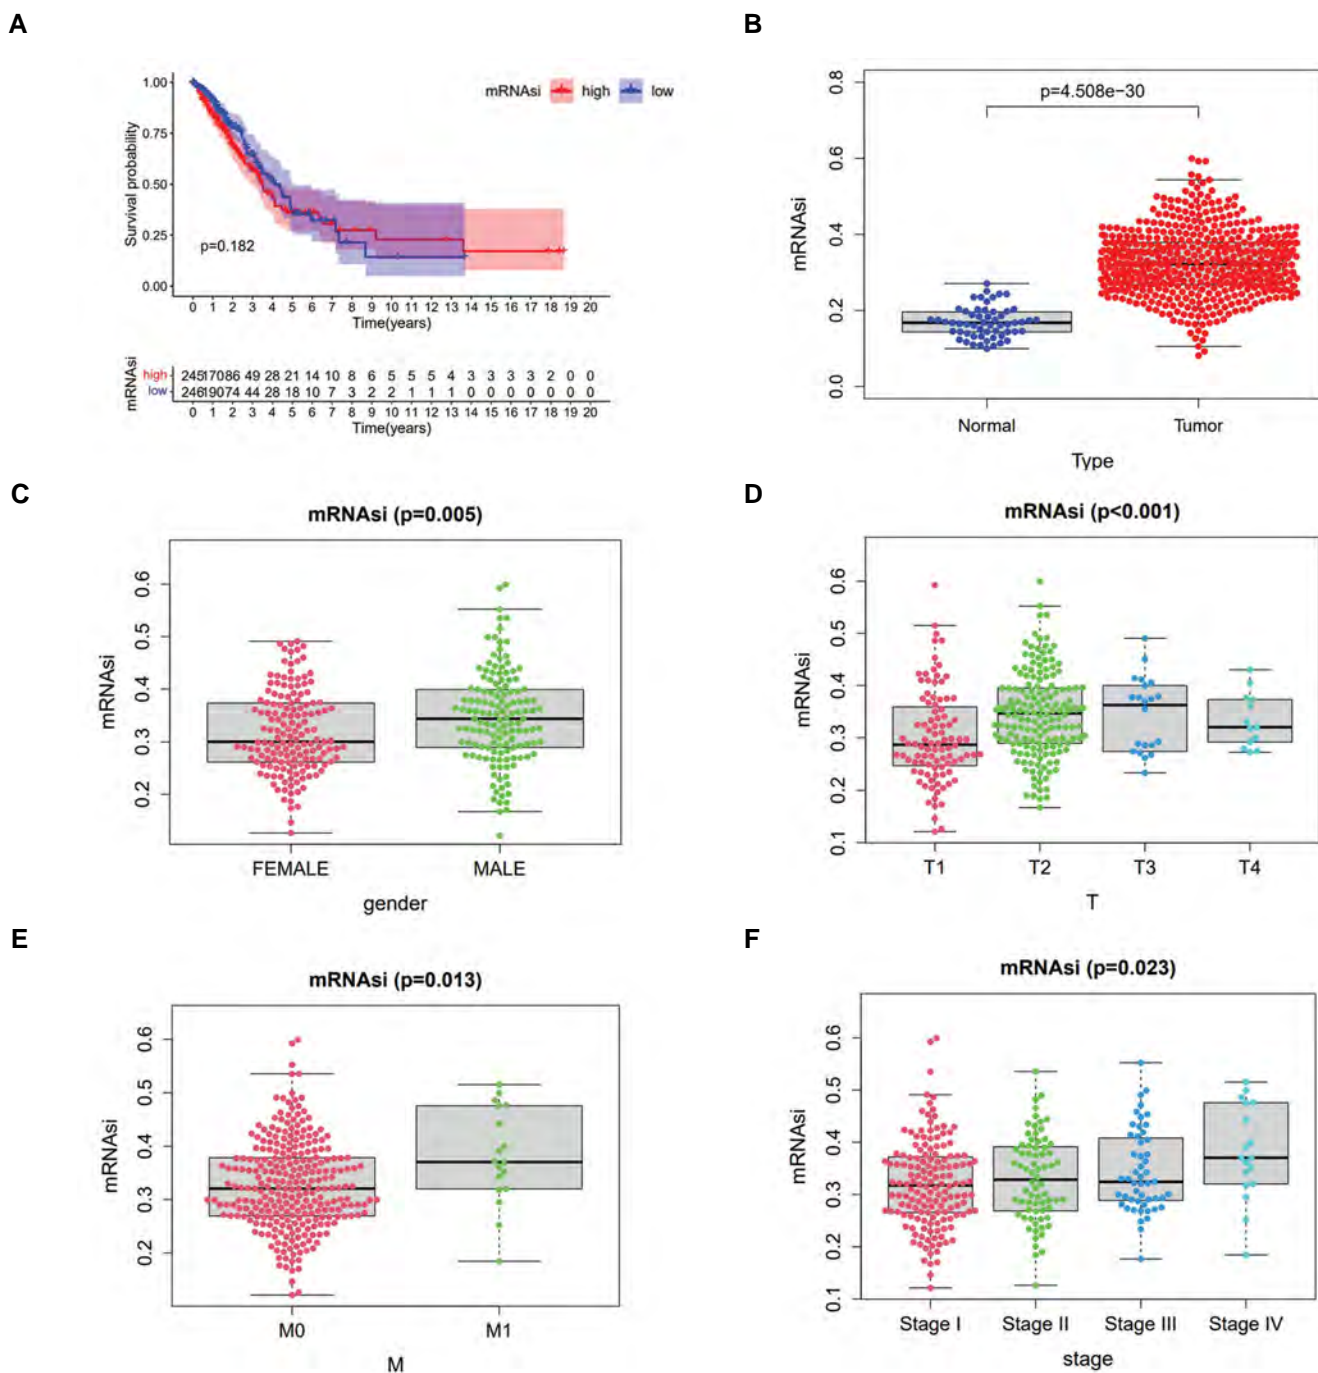 A
mRNAsi high low
1.00
0.75
0.50
0.25
0.00
Survival probability
p=0.182
0 1 2 3 4 5 6 7 8 9 10 11 12 13 14 15 16 17 18 19 20
Time(years)
mRNAsi
high 245 170 86 49 28 21 14 10 8 6 5 5 5 4 3 3 3 3 2 0 0
low 246 190 74 44 28 18 10 7 3 2 2 1 1 1 0 0 0 0 0 0 0
0 1 2 3 4 5 6 7 8 9 10 11 12 13 14 15 16 17 18 19 20
Time(years)
B
p=4.508e−30
0.8
0.6
0.4
0.2
0.0
mRNAsi
Normal Tumor
Type
C
mRNAsi (p=0.005)
0.6
0.5
0.4
0.3
0.2
mRNAsi
FEMALE MALE
gender
D
mRNAsi (p<0.001)
0.6
0.5
0.4
0.3
0.2
0.1
mRNAsi
T1 T2 T3 T4
T
E
mRNAsi (p=0.013)
0.6
0.5
0.4
0.3
0.2
mRNAsi
M0 M1
M
F
mRNAsi (p=0.023)
0.6
0.5
0.4
0.3
0.2
0.1
mRNAsi
Stage I Stage II Stage III Stage IV
stage